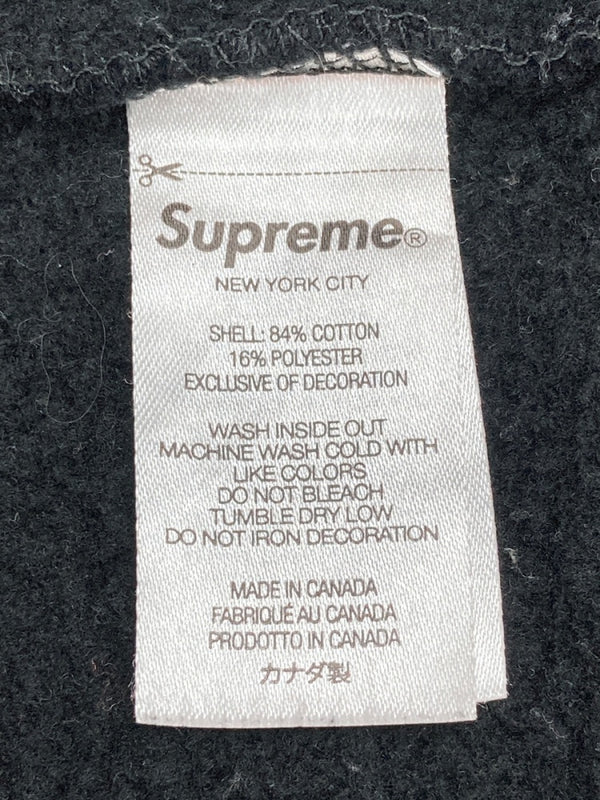 Supreme®
NEW YORK CITY
SHELL: 84% COTTON
16% POLYESTER
EXCLUSIVE OF DECORATION
WASH INSIDE OUT
MACHINE WASH COLD WITH
LIKE COLORS
DO NOT BLEACH
TUMBLE DRY LOW
DO NOT IRON DECORATION
MADE IN CANADA
FABRIQUÉ AU CANADA
PRODOTTO IN CANADA
カナダ製